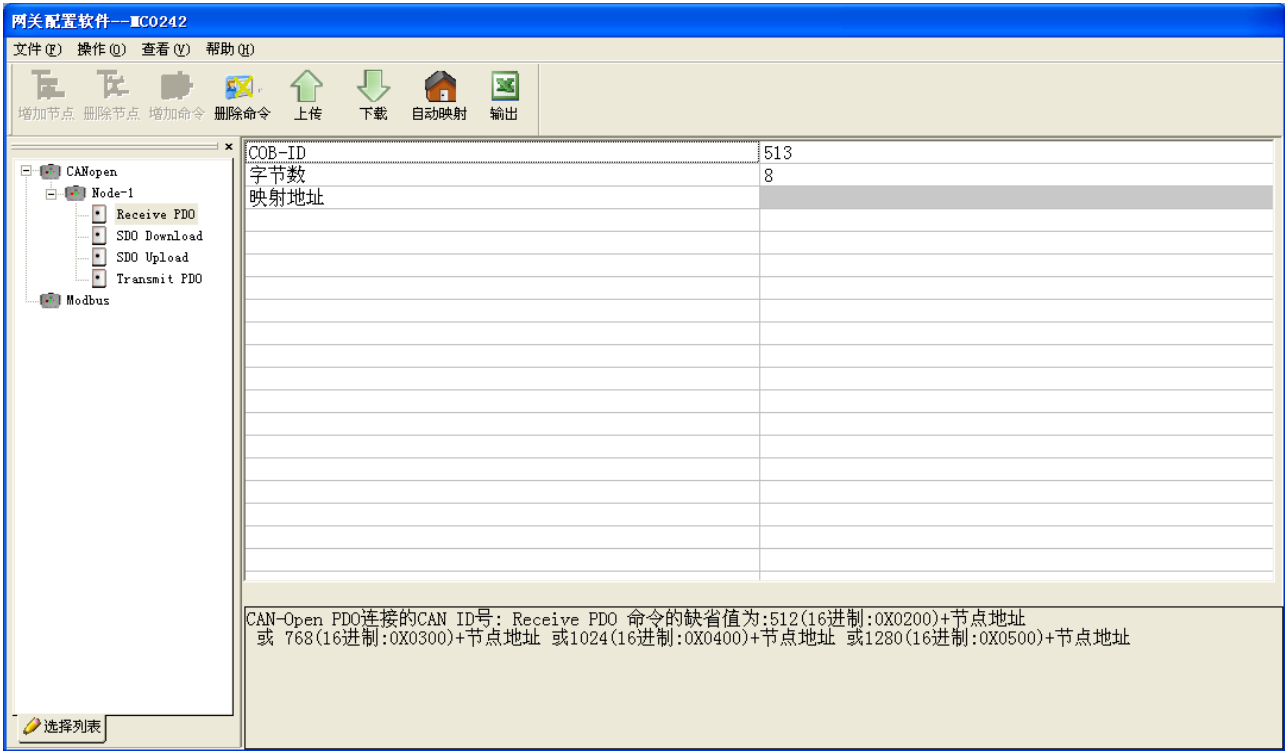 网关配置软件--MCO242
文件(F) 操作(O) 查看(V) 帮助(H)
增加节点 删除节点 增加命令 删除命令 上传 下载 自动映射 输出
CANopen
Node-1
Receive PDO
SDO Download
SDO Upload
Transmit PDO
Modbus
选择列表
COB-ID 513
字节数 8
映射地址
CAN-Open PDO连接的CAN ID号: Receive PDO 命令的缺省值为:512(16进制:0X0200)+节点地址
或 768(16进制:0X0300)+节点地址 或1024(16进制:0X0400)+节点地址 或1280(16进制:0X0500)+节点地址